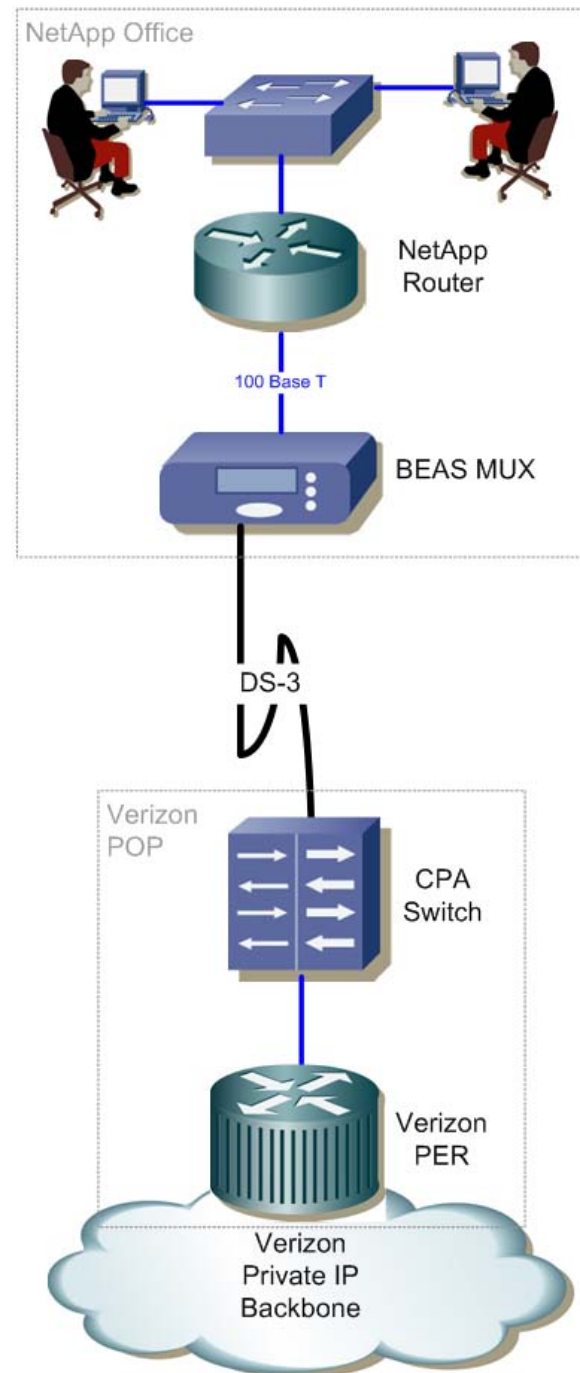 NetApp Office
NetApp
Router
100 Base T
BEAS MUX
DS-3
Verizon
POP
CPA
Switch
Verizon
PER
Verizon
Private IP
Backbone